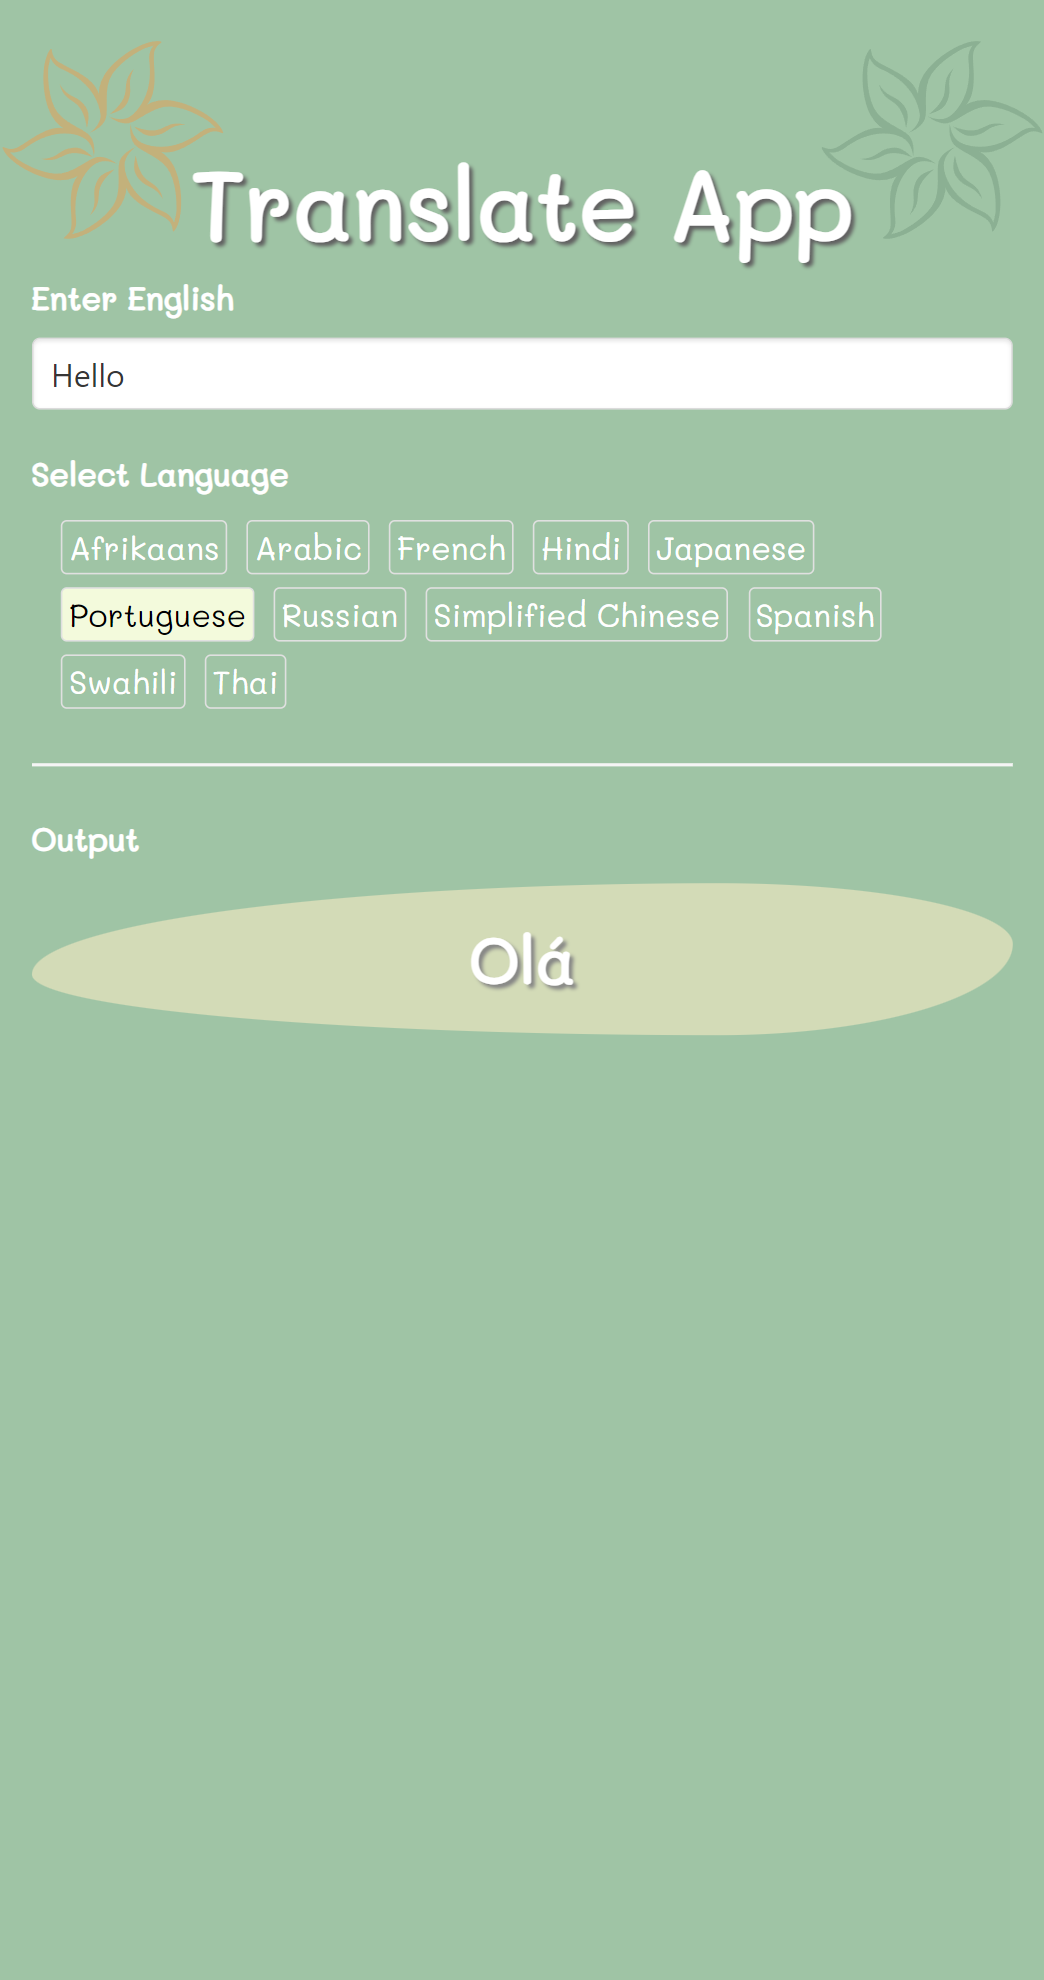 Translate App
Enter English
Hello
Select Language
Afrikaans Arabic French Hindi Japanese
Portuguese Russian Simplified Chinese Spanish
Swahili Thai
Output
Olá